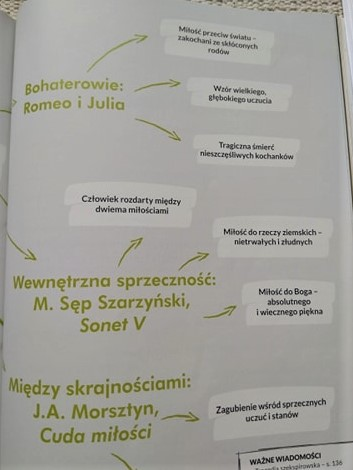 Miłość przeciw światu –
zakochani ze skłóconych
rodów
Bohaterowie:
Romeo i Julia
Wzór wielkiego,
głębokiego uczucia
Tragiczna śmierć
nieszczęśliwych kochanków
Człowiek rozdarty między
dwiema miłościami
Miłość do rzeczy ziemskich –
nietrwałych i złudnych
Wewnętrzna sprzeczność:
M. Sęp Szarzyński,
Sonet V
Miłość do Boga –
absolutnego
i wiecznego piękna
Między skrajnościami:
J.A. Morsztyn,
Cuda miłości
Zagubienie wśród sprzecznych
uczuć i stanów
WAŻNE WIADOMOŚCI
szekspirowska – s. 136